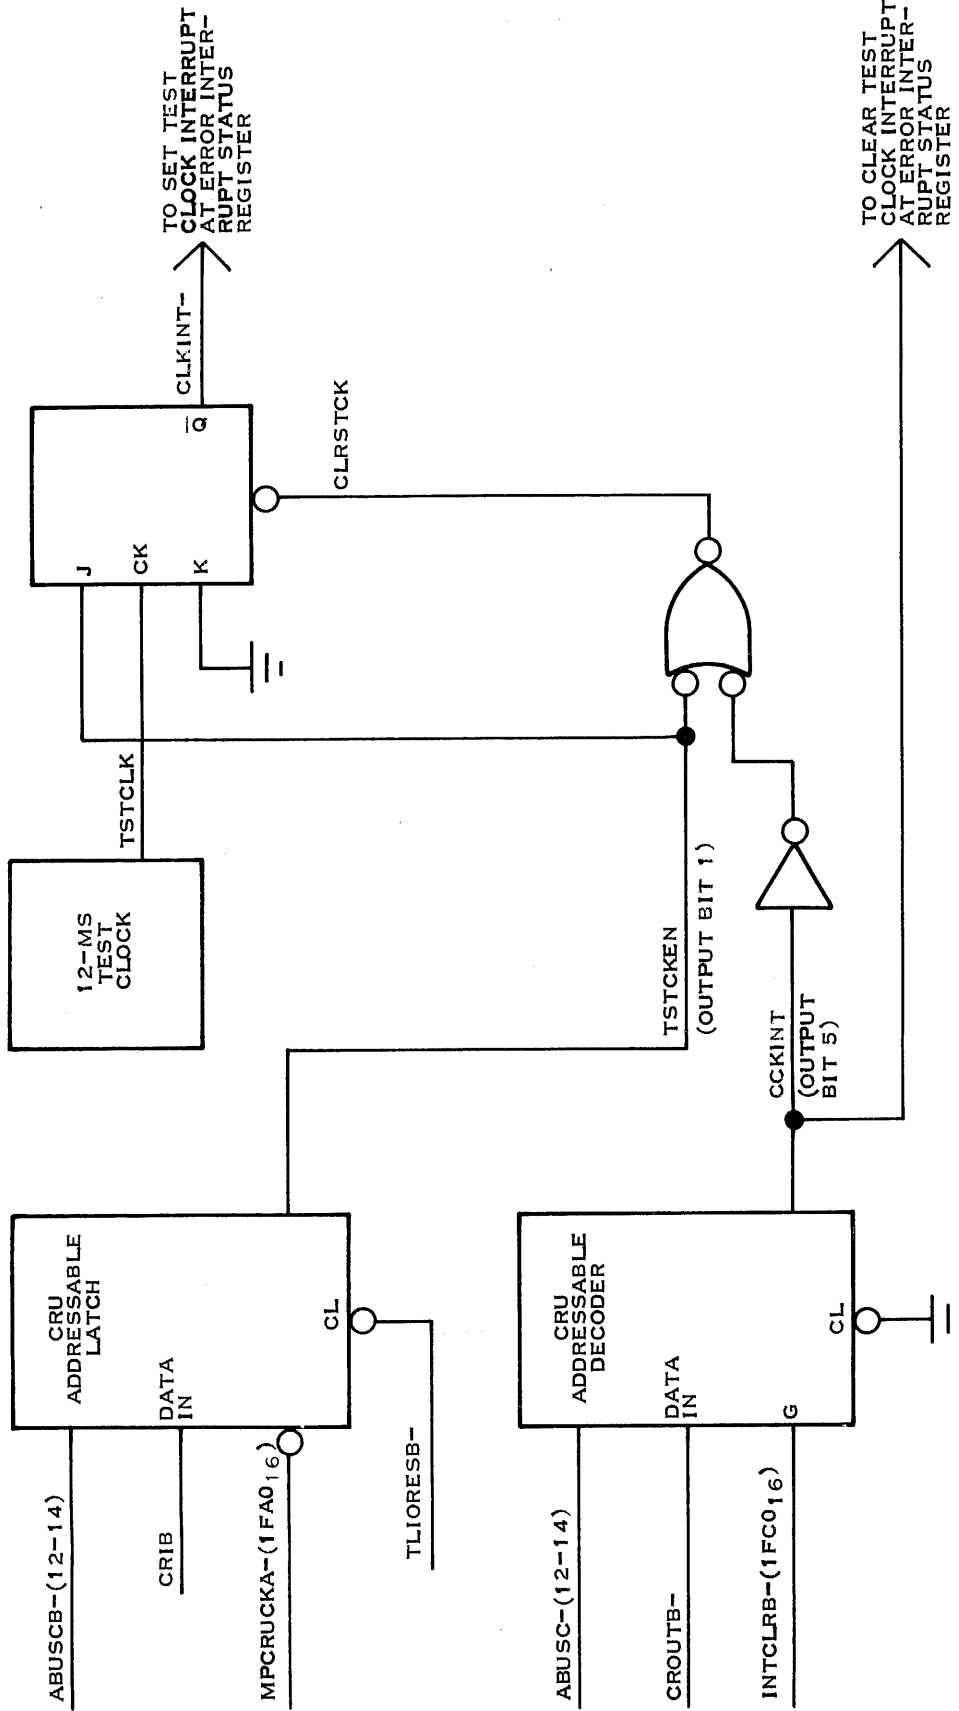 ABUSCB-(12-14)
CRIB
MPCRUCKA-(1FA0₁₆)
TLIORESB-
CRU
ADDRESSABLE
LATCH
DATA
IN
CL
12-MS
TEST
CLOCK
TSTCLK
J
CK
K
Q̅
CLKINT-
TO SET TEST
CLOCK INTERRUPT
AT ERROR INTER-
RUPT STATUS
REGISTER
CLRSTCK
TSTCKEN
(OUTPUT BIT 1)
ABUSC-(12-14)
CROUTB-
INTCLRB-(1FC0₁₆)
CRU
ADDRESSABLE
DECODER
DATA
IN
G
CL
CCKINT
(OUTPUT
BIT 5)
TO CLEAR TEST
CLOCK INTERRUPT
AT ERROR INTER-
RUPT STATUS
REGISTER